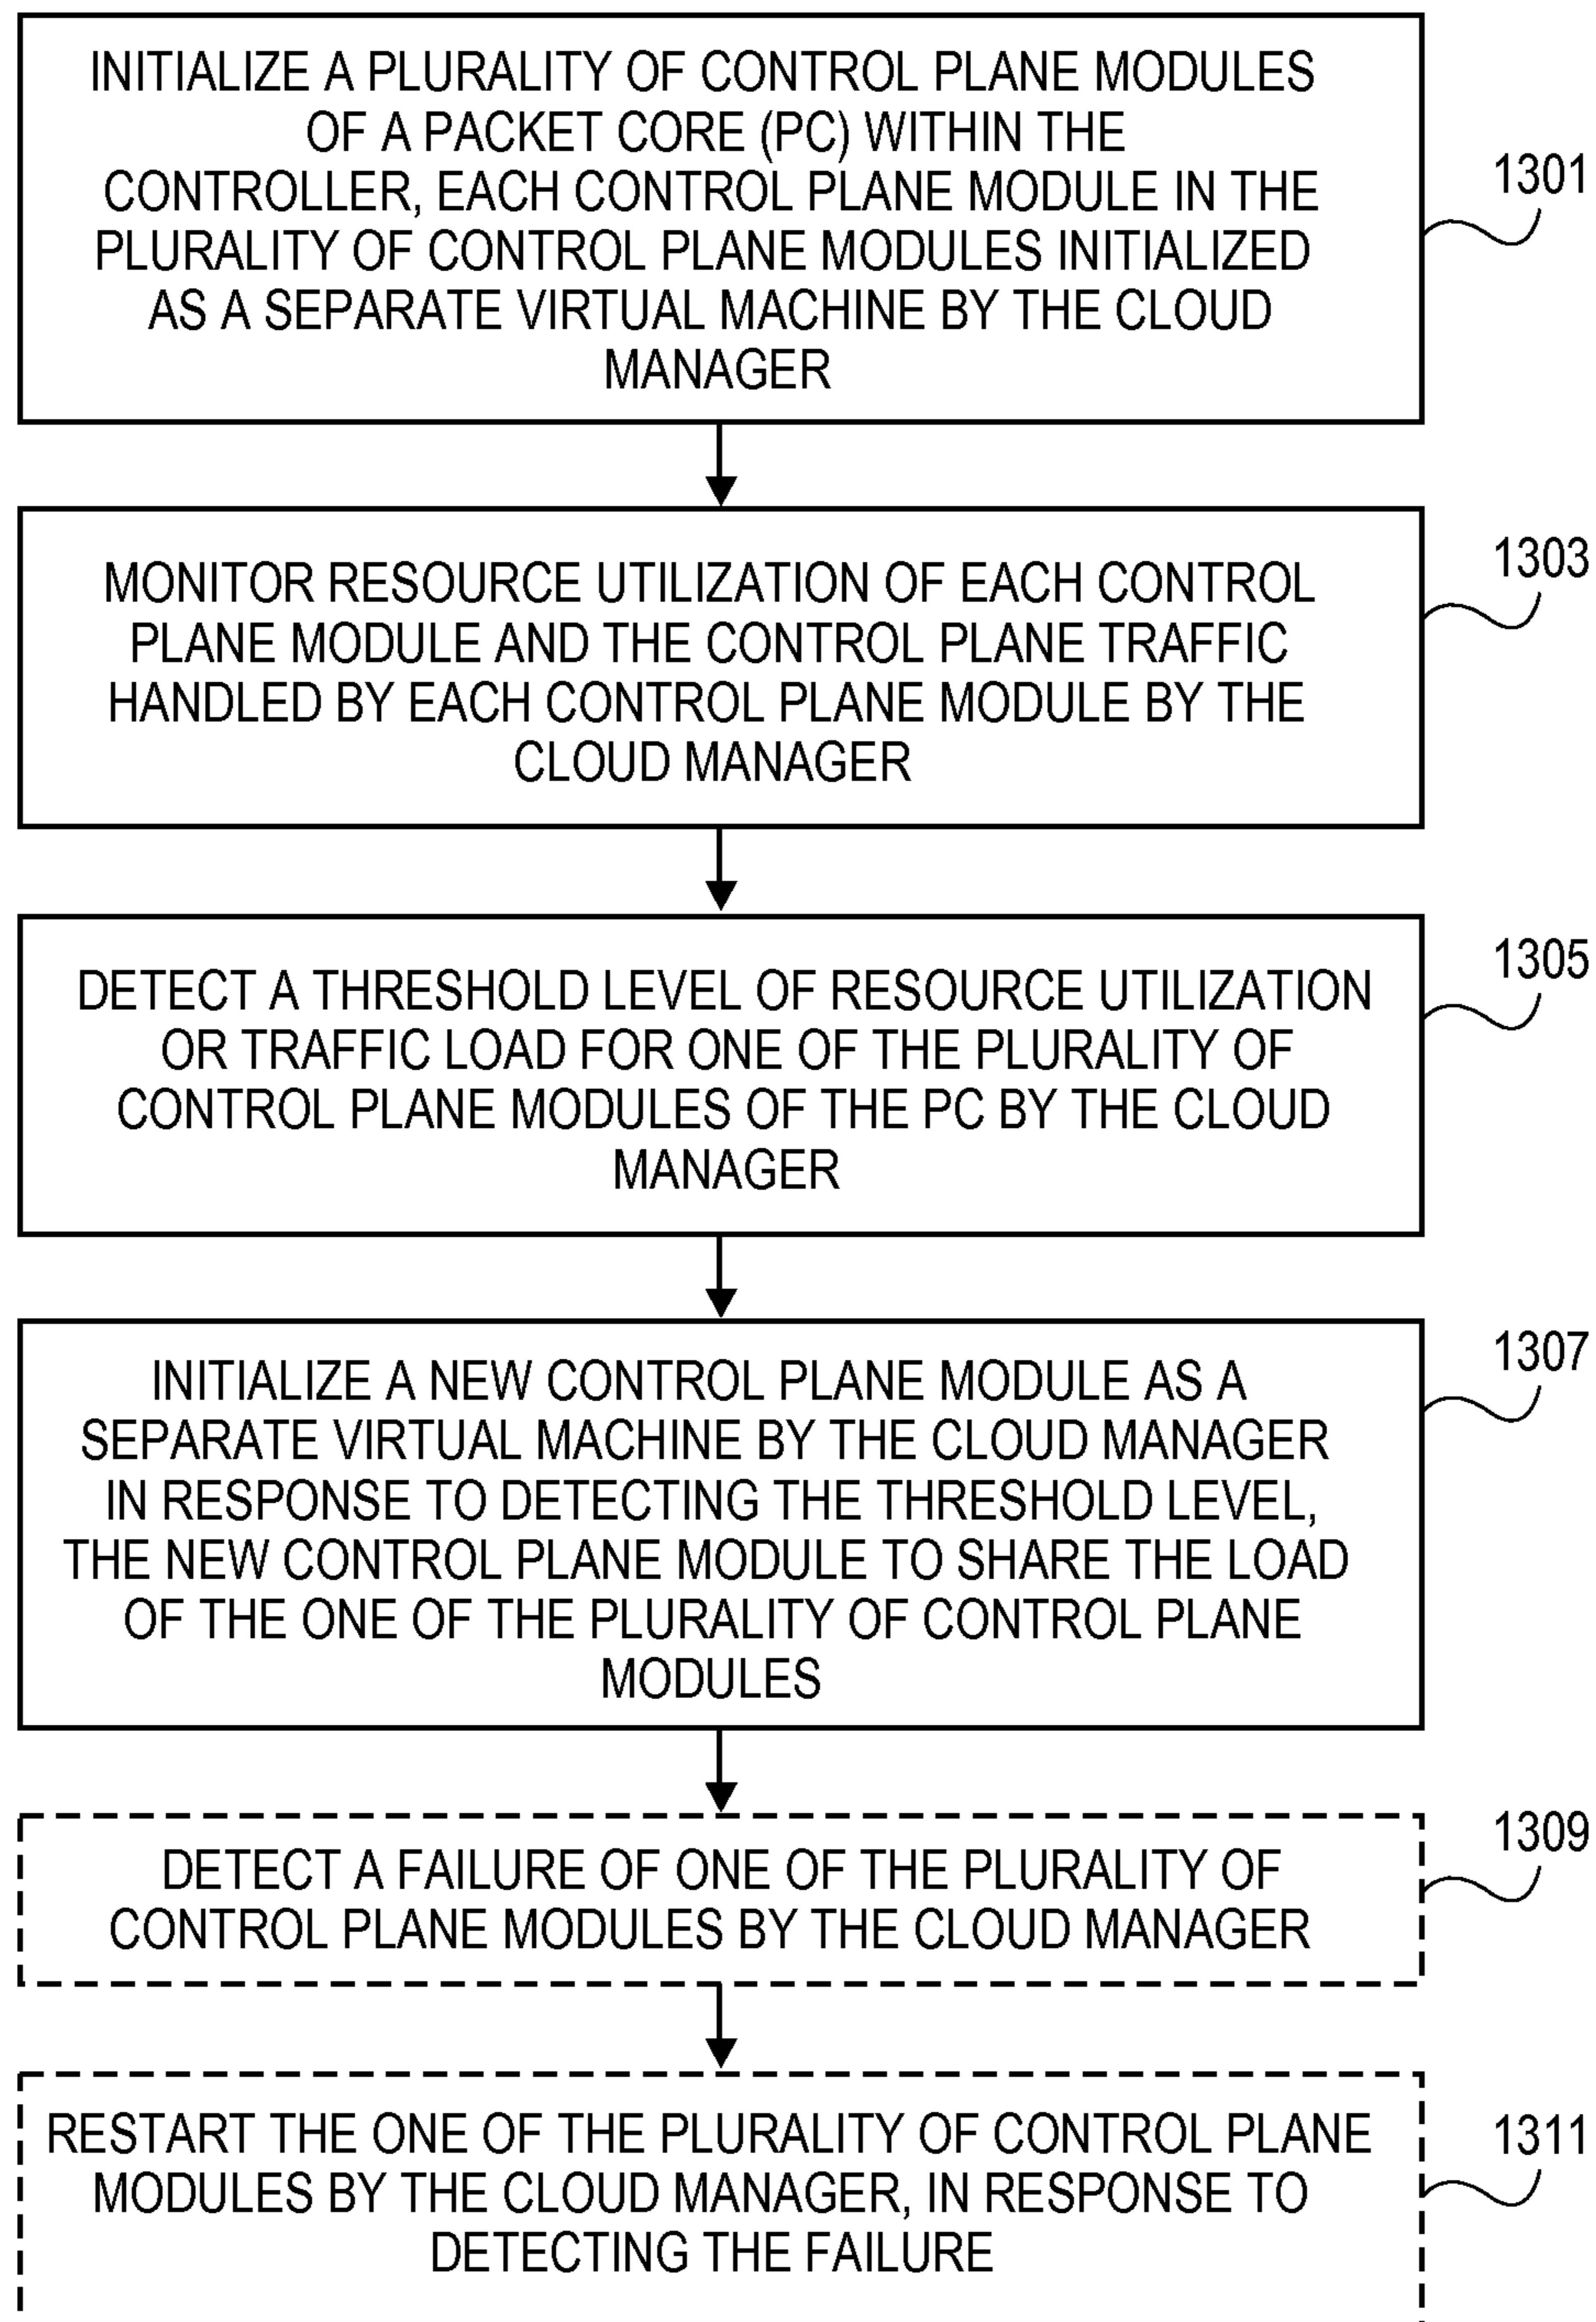 INITIALIZE A PLURALITY OF CONTROL PLANE MODULES
OF A PACKET CORE (PC) WITHIN THE
CONTROLLER, EACH CONTROL PLANE MODULE IN THE
PLURALITY OF CONTROL PLANE MODULES INITIALIZED
AS A SEPARATE VIRTUAL MACHINE BY THE CLOUD
MANAGER
1301
MONITOR RESOURCE UTILIZATION OF EACH CONTROL
PLANE MODULE AND THE CONTROL PLANE TRAFFIC
HANDLED BY EACH CONTROL PLANE MODULE BY THE
CLOUD MANAGER
1303
DETECT A THRESHOLD LEVEL OF RESOURCE UTILIZATION
OR TRAFFIC LOAD FOR ONE OF THE PLURALITY OF
CONTROL PLANE MODULES OF THE PC BY THE CLOUD
MANAGER
1305
INITIALIZE A NEW CONTROL PLANE MODULE AS A
SEPARATE VIRTUAL MACHINE BY THE CLOUD MANAGER
IN RESPONSE TO DETECTING THE THRESHOLD LEVEL,
THE NEW CONTROL PLANE MODULE TO SHARE THE LOAD
OF THE ONE OF THE PLURALITY OF CONTROL PLANE
MODULES
1307
DETECT A FAILURE OF ONE OF THE PLURALITY OF
CONTROL PLANE MODULES BY THE CLOUD MANAGER
1309
RESTART THE ONE OF THE PLURALITY OF CONTROL PLANE
MODULES BY THE CLOUD MANAGER, IN RESPONSE TO
DETECTING THE FAILURE
1311